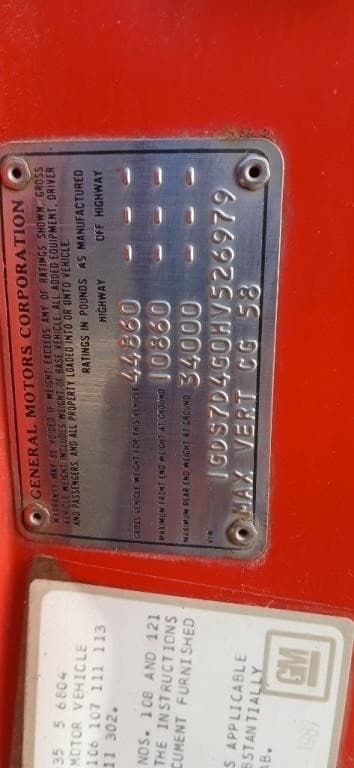 GENERAL MOTORS CORPORATION
WARRANTY MAY BE VOIDED IF WEIGHT EXCEEDS ANY OF RATINGS SHOWN. GROSS
VEHICLE WEIGHT INCLUDES WEIGHT OF BASE VEHICLE, ALL ADDED EQUIPMENT, DRIVER
AND PASSENGERS, AND ALL PROPERTY LOADED INTO OR ONTO VEHICLE.
RATINGS IN POUNDS AS MANUFACTURED
HIGHWAY OFF HIGHWAY
GROSS VEHICLE WEIGHT FOR THIS VEHICLE 44860 - - -
MAXIMUM FRONT END WEIGHT AT GROUND 10860 - - -
MAXIMUM REAR END WEIGHT AT GROUND 34000 - - -
VIN 1GDS7D4G0HV526979
MAX VERT CG 58
35 5 6804
MOTOR VEHICLE
106 107 111 113
11 302.
NDS. 108 AND 121
THE INSTRUCTIONS
CUMENT FURNISHED
S APPLICABLE
BSTANTIALLY
AB.
GM
1987